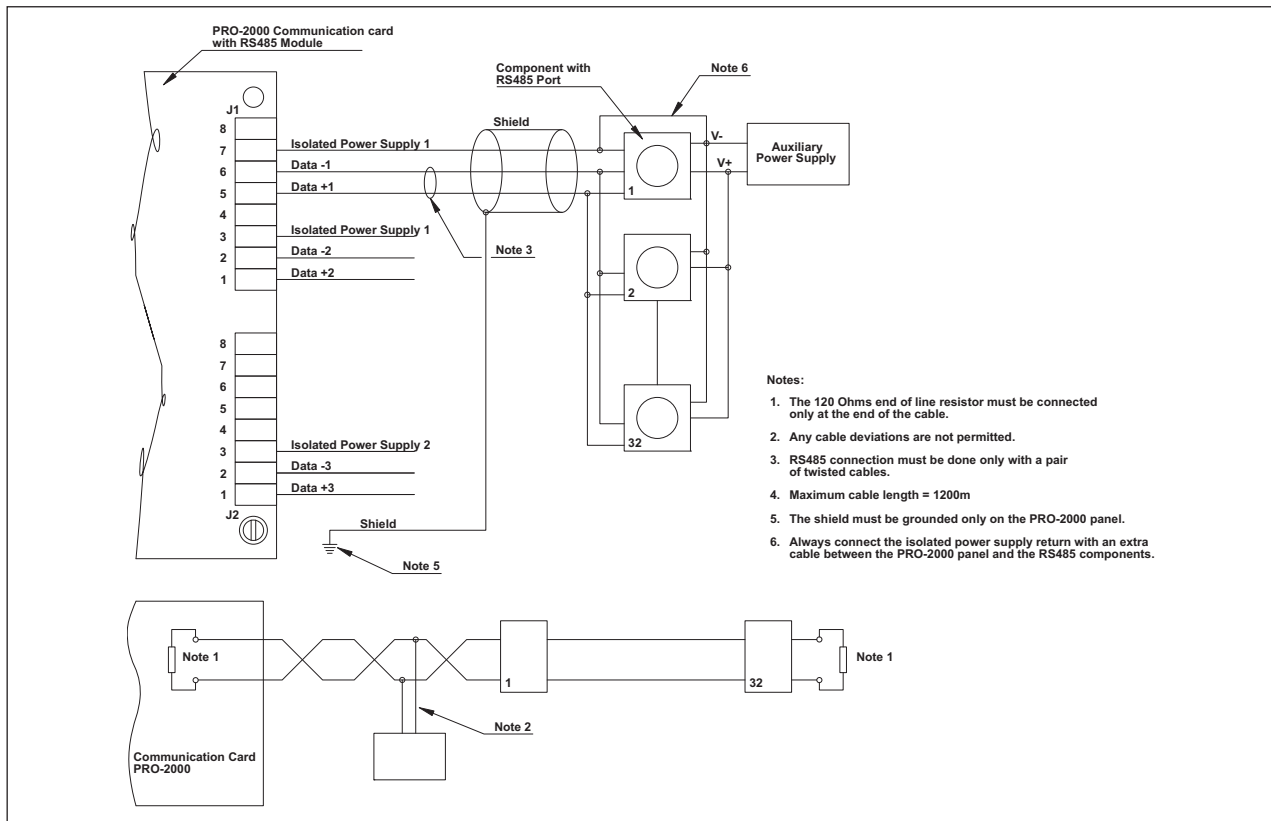 PRO-2000 Communication card
with RS485 Module
Component with
RS485 Port
Note 6
J1
8
7
6
5
4
3
2
1
Isolated Power Supply 1
Data -1
Data +1
Isolated Power Supply 1
Data -2
Data +2
Shield
Note 3
V-
V+
Auxiliary
Power Supply
1
2
32
8
7
6
5
4
3
2
1
J2
Isolated Power Supply 2
Data -3
Data +3
Shield
Note 5
Notes:
1. The 120 Ohms end of line resistor must be connected
only at the end of the cable.
2. Any cable deviations are not permitted.
3. RS485 connection must be done only with a pair
of twisted cables.
4. Maximum cable length = 1200m
5. The shield must be grounded only on the PRO-2000 panel.
6. Always connect the isolated power supply return with an extra
cable between the PRO-2000 panel and the RS485 components.
Note 1
1
32
Note 1
Note 2
Communication Card
PRO-2000